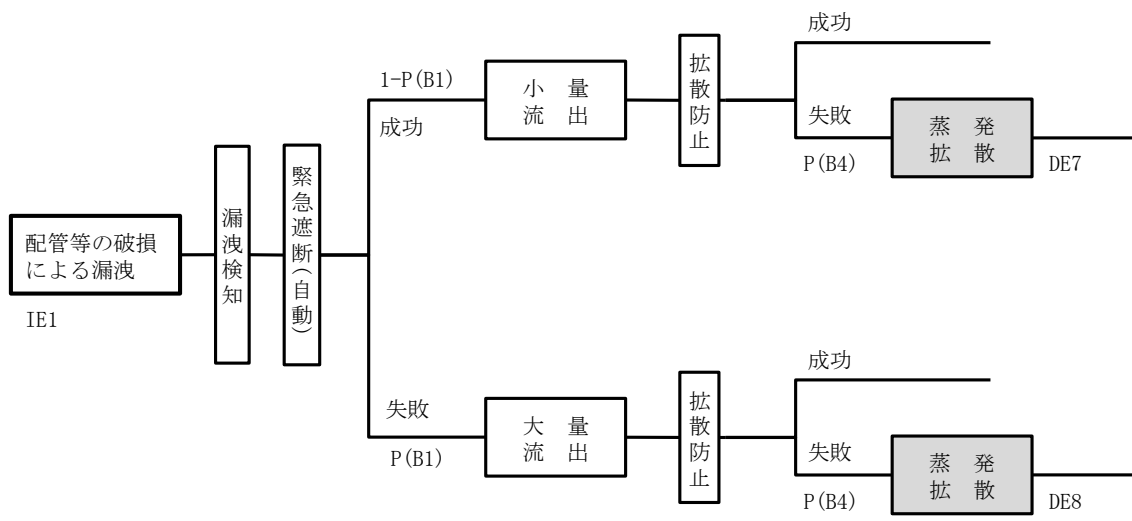 配管等の破損
による漏洩
IE1
漏洩検知
緊急遮断(自動)
1-P(B1)
成功
小量
流出
拡散防止
成功
失敗
P(B4)
蒸発
拡散
DE7
失敗
P(B1)
大量
流出
拡散防止
成功
失敗
P(B4)
蒸発
拡散
DE8